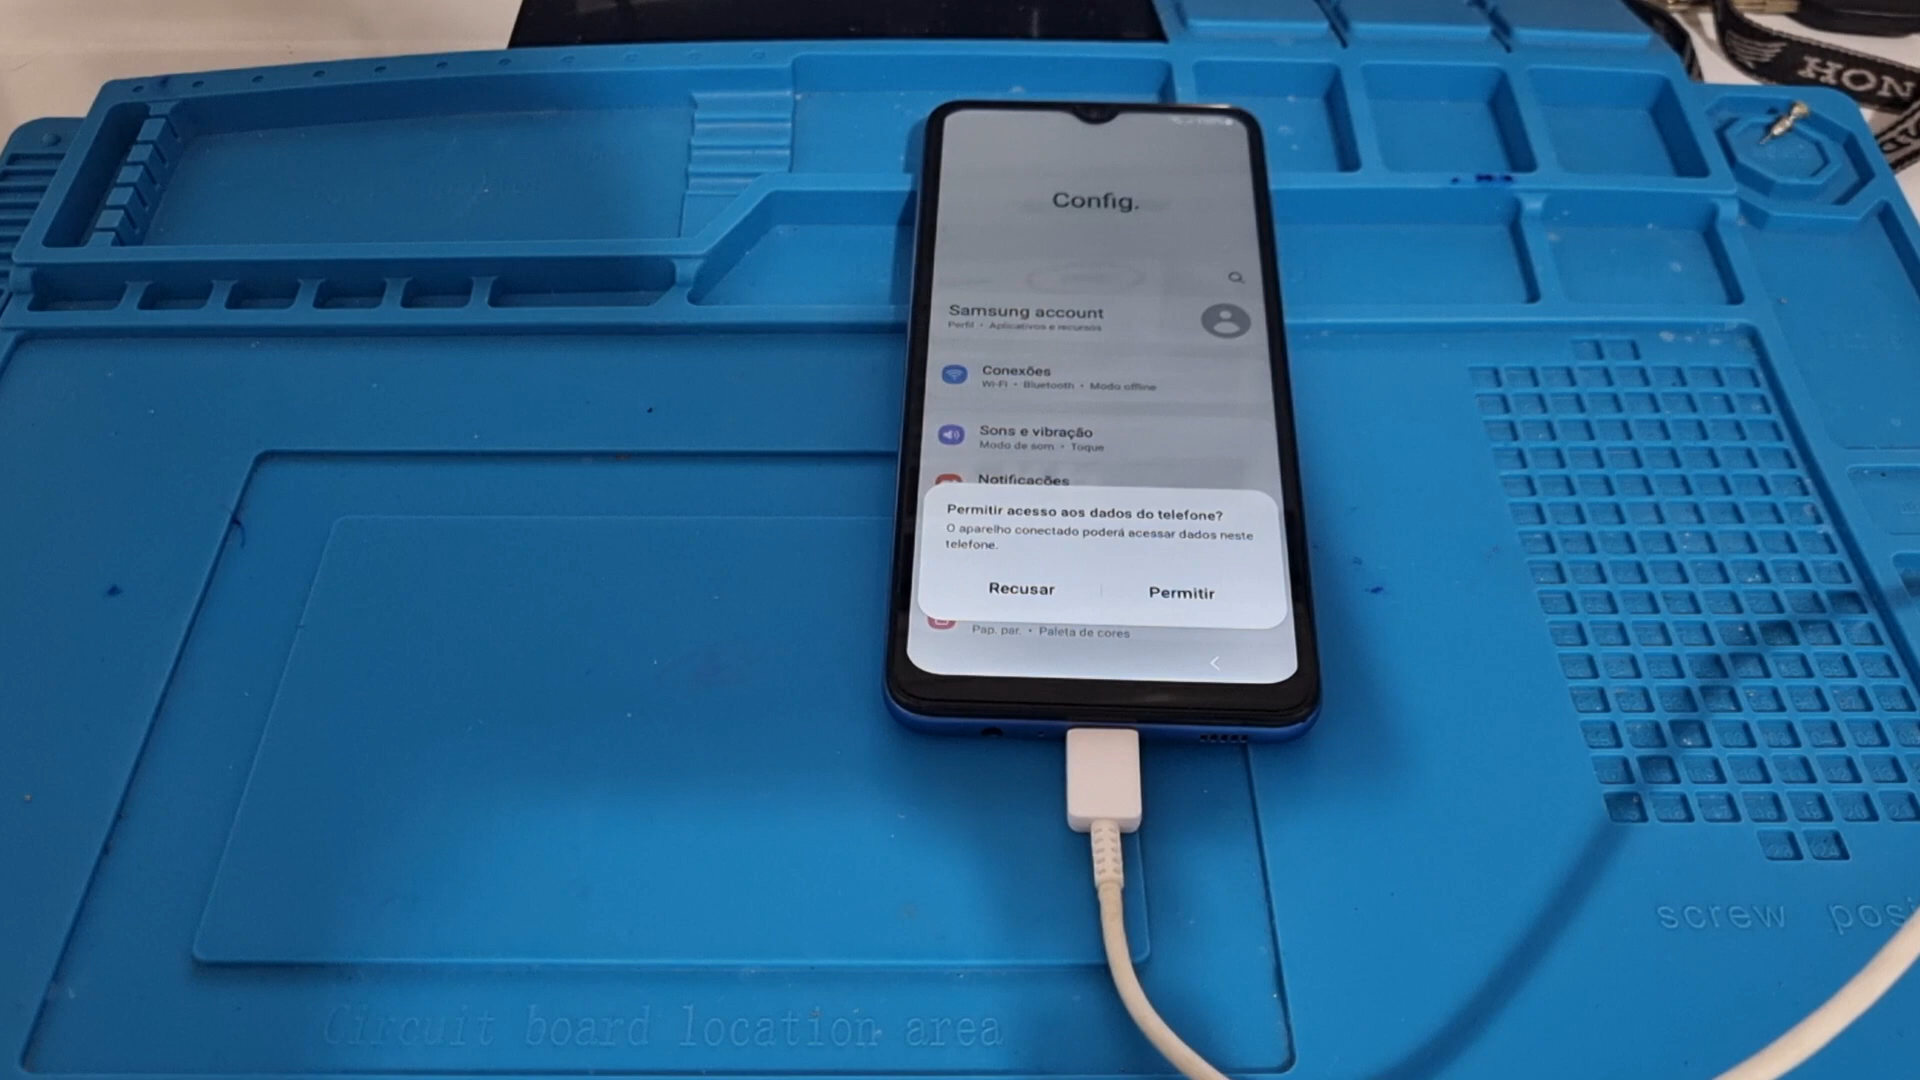 HON
Config.
Samsung account
Perfil • Aplicativos e recursos
Conexões
Wi-Fi • Bluetooth • Modo offline
Sons e vibração
Modo de som • Toque
Notificações
Permitir acesso aos dados do telefone?
O aparelho conectado poderá acessar dados neste
telefone.
Recusar
Permitir
Pap. par. • Paleta de cores
screw posi
Circuit board location area